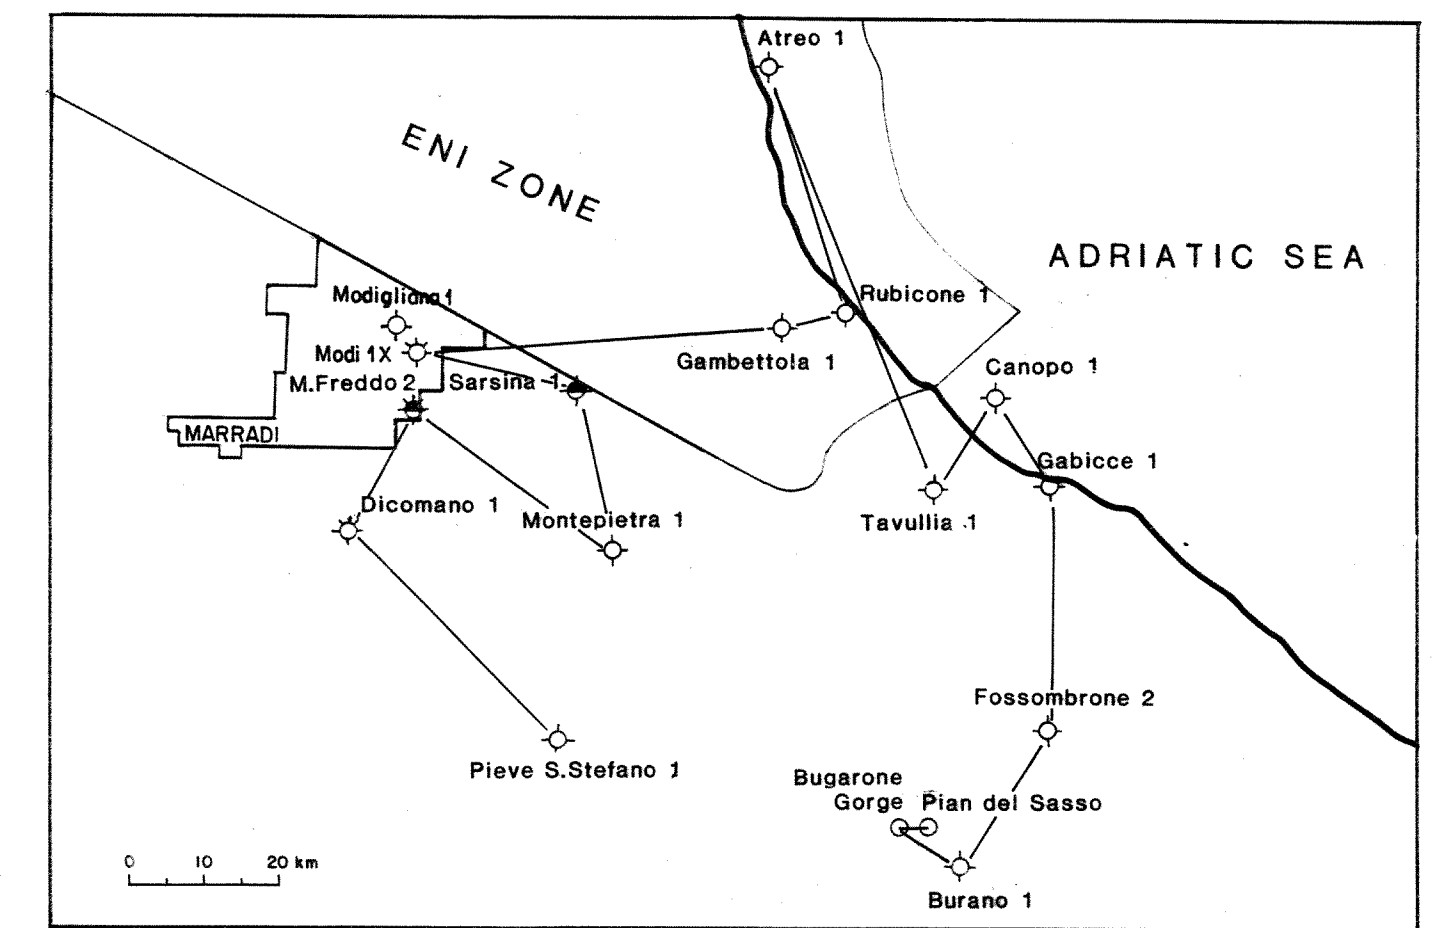 Atreo 1
ENI ZONE
ADRIATIC SEA
Modigliana 1
Rubicone 1
Modi 1X
Gambettola 1
M.Freddo 2
Sarsina 1
Canopo 1
MARRADI
Gabicce 1
Dicomano 1
Montepietra 1
Tavullia 1
Fossombrone 2
Pieve S.Stefano 1
Bugarone
Gorge
Pian del Sasso
0 10 20 km
Burano 1